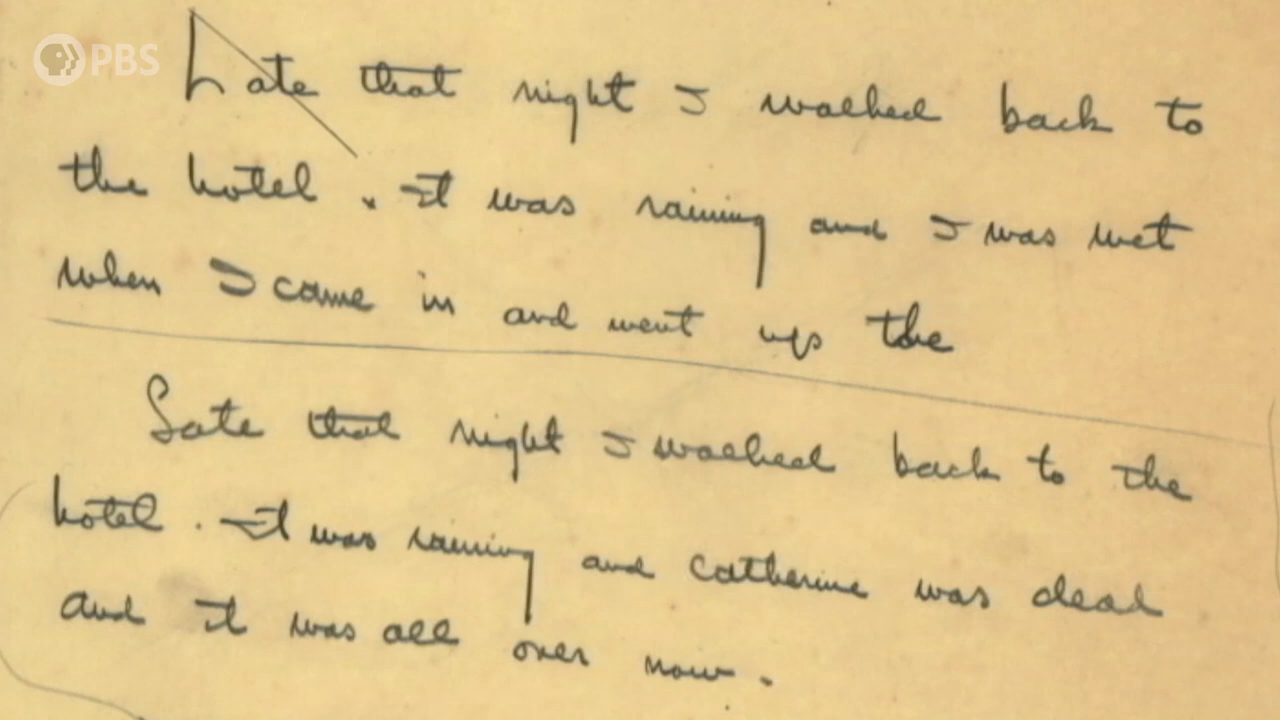 PBS
Late that night I walked back to
the hotel. It was raining and I was wet
when I came in and went up the
Late that night I walked back to the
hotel. It was raining and Catherine was dead
and it was all over now.